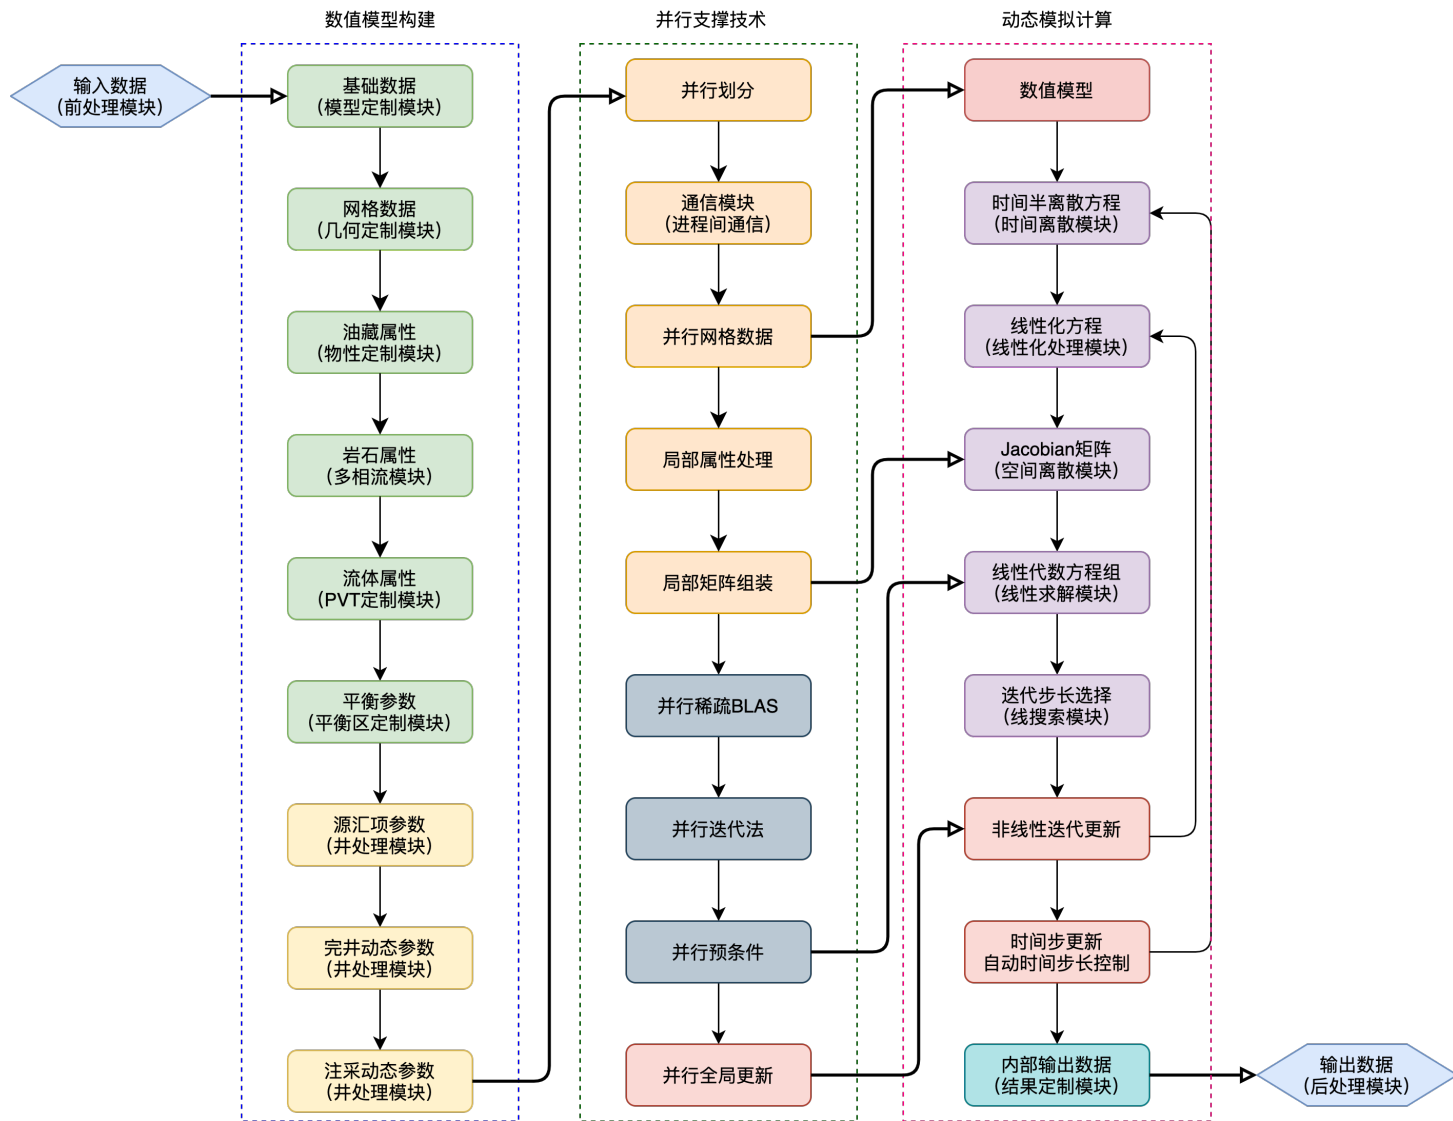 数值模型构建
并行支撑技术
动态模拟计算
输入数据
(前处理模块)
基础数据
(模型定制模块)
网格数据
(几何定制模块)
油藏属性
(物性定制模块)
岩石属性
(多相流模块)
流体属性
(PVT定制模块)
平衡参数
(平衡区定制模块)
源汇项参数
(井处理模块)
完井动态参数
(井处理模块)
注采动态参数
(井处理模块)
并行划分
通信模块
(进程间通信)
并行网格数据
局部属性处理
局部矩阵组装
并行稀疏BLAS
并行迭代法
并行预条件
并行全局更新
数值模型
时间半离散方程
(时间离散模块)
线性化方程
(线性化处理模块)
Jacobian矩阵
(空间离散模块)
线性代数方程组
(线性求解模块)
迭代步长选择
(线搜索模块)
非线性迭代更新
时间步更新
自动时间步长控制
内部输出数据
(结果定制模块)
输出数据
(后处理模块)